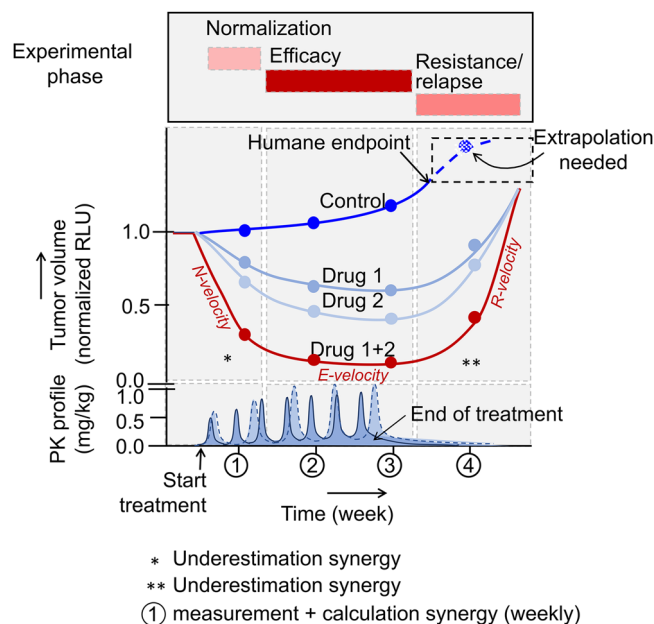 Normalization
Experimental
phase
Efficacy
Resistance/
relapse
Humane endpoint
Extrapolation
needed
Control
Tumor volume
(normalized RLU)
1.0
0.5
0.0
N-velocity
Drug 1
Drug 2
Drug 1+2
E-velocity
R-velocity
*
**
PK profile
(mg/kg)
1.0
0.5
0.0
End of treatment
Start
treatment
1
2
3
4
Time (week)
* Underestimation synergy
** Underestimation synergy
1 measurement + calculation synergy (weekly)